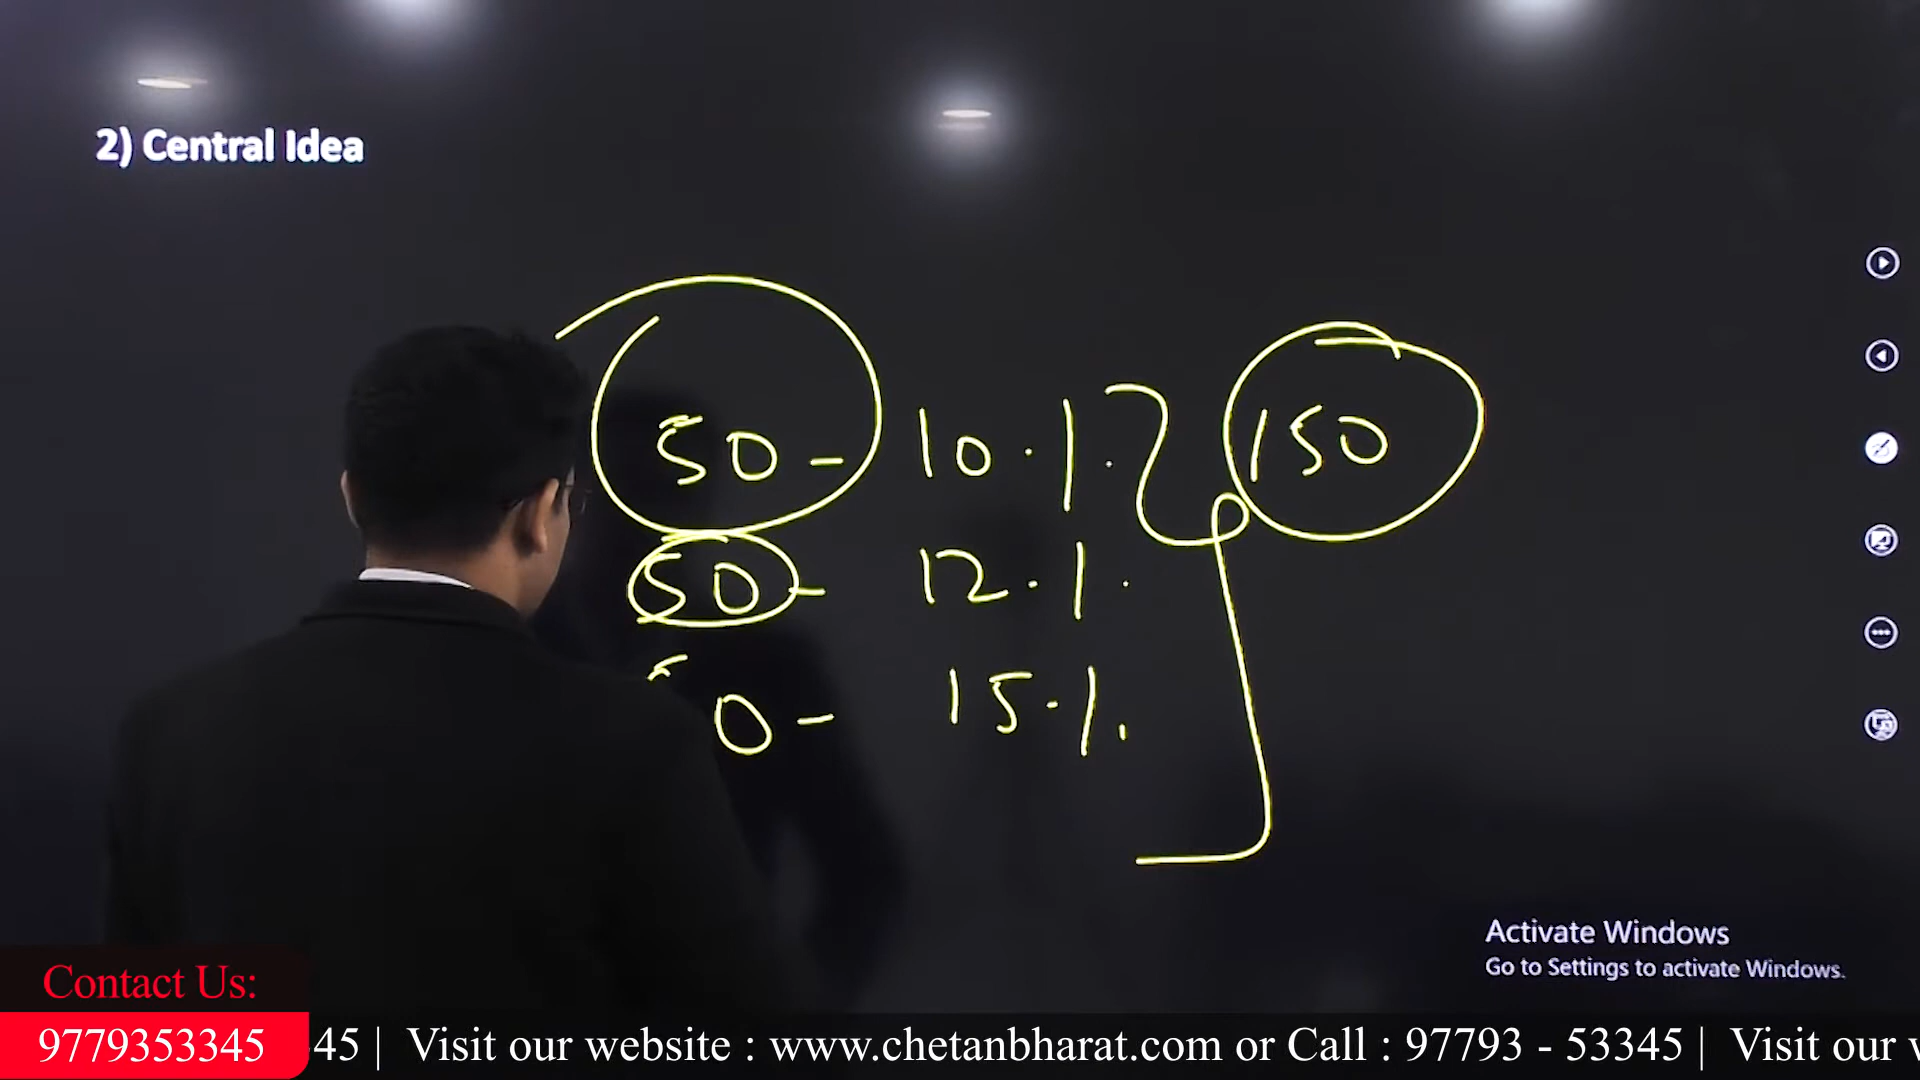 2) Central Idea
50 - 10 % 150
50 - 12 %
50 - 15 %
Activate Windows
Go to Settings to activate Windows.
Contact Us:
9779353345
45 | Visit our website : www.chetanbharat.com or Call : 97793 - 53345 | Visit our